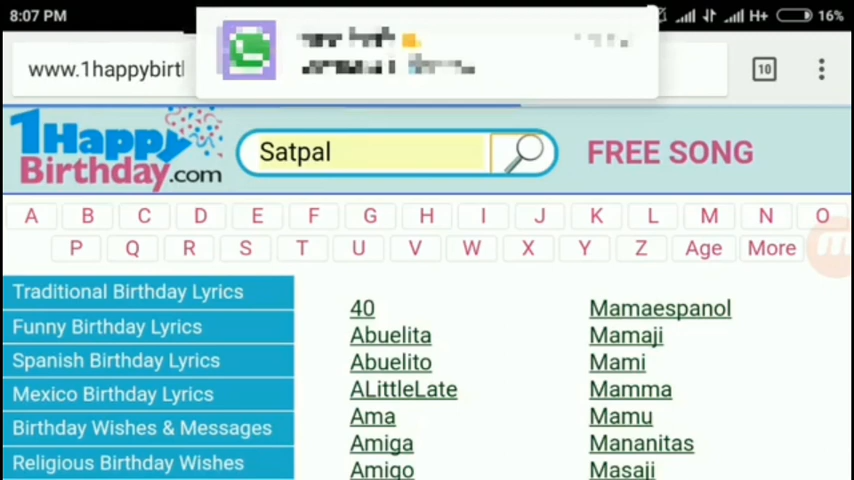 8:07 PM H+ 16%
www.1happybirt 10
1Happy
Birthday.com
Satpal
FREE SONG
A B C D E F G H I J K L M N O
P Q R S T U V W X Y Z Age More
Traditional Birthday Lyrics
Funny Birthday Lyrics
Spanish Birthday Lyrics
Mexico Birthday Lyrics
Birthday Wishes & Messages
Religious Birthday Wishes
40
Abuelita
Abuelito
ALittleLate
Ama
Amiga
Amigo
Mamaespanol
Mamaji
Mami
Mamma
Mamu
Mananitas
Masaji